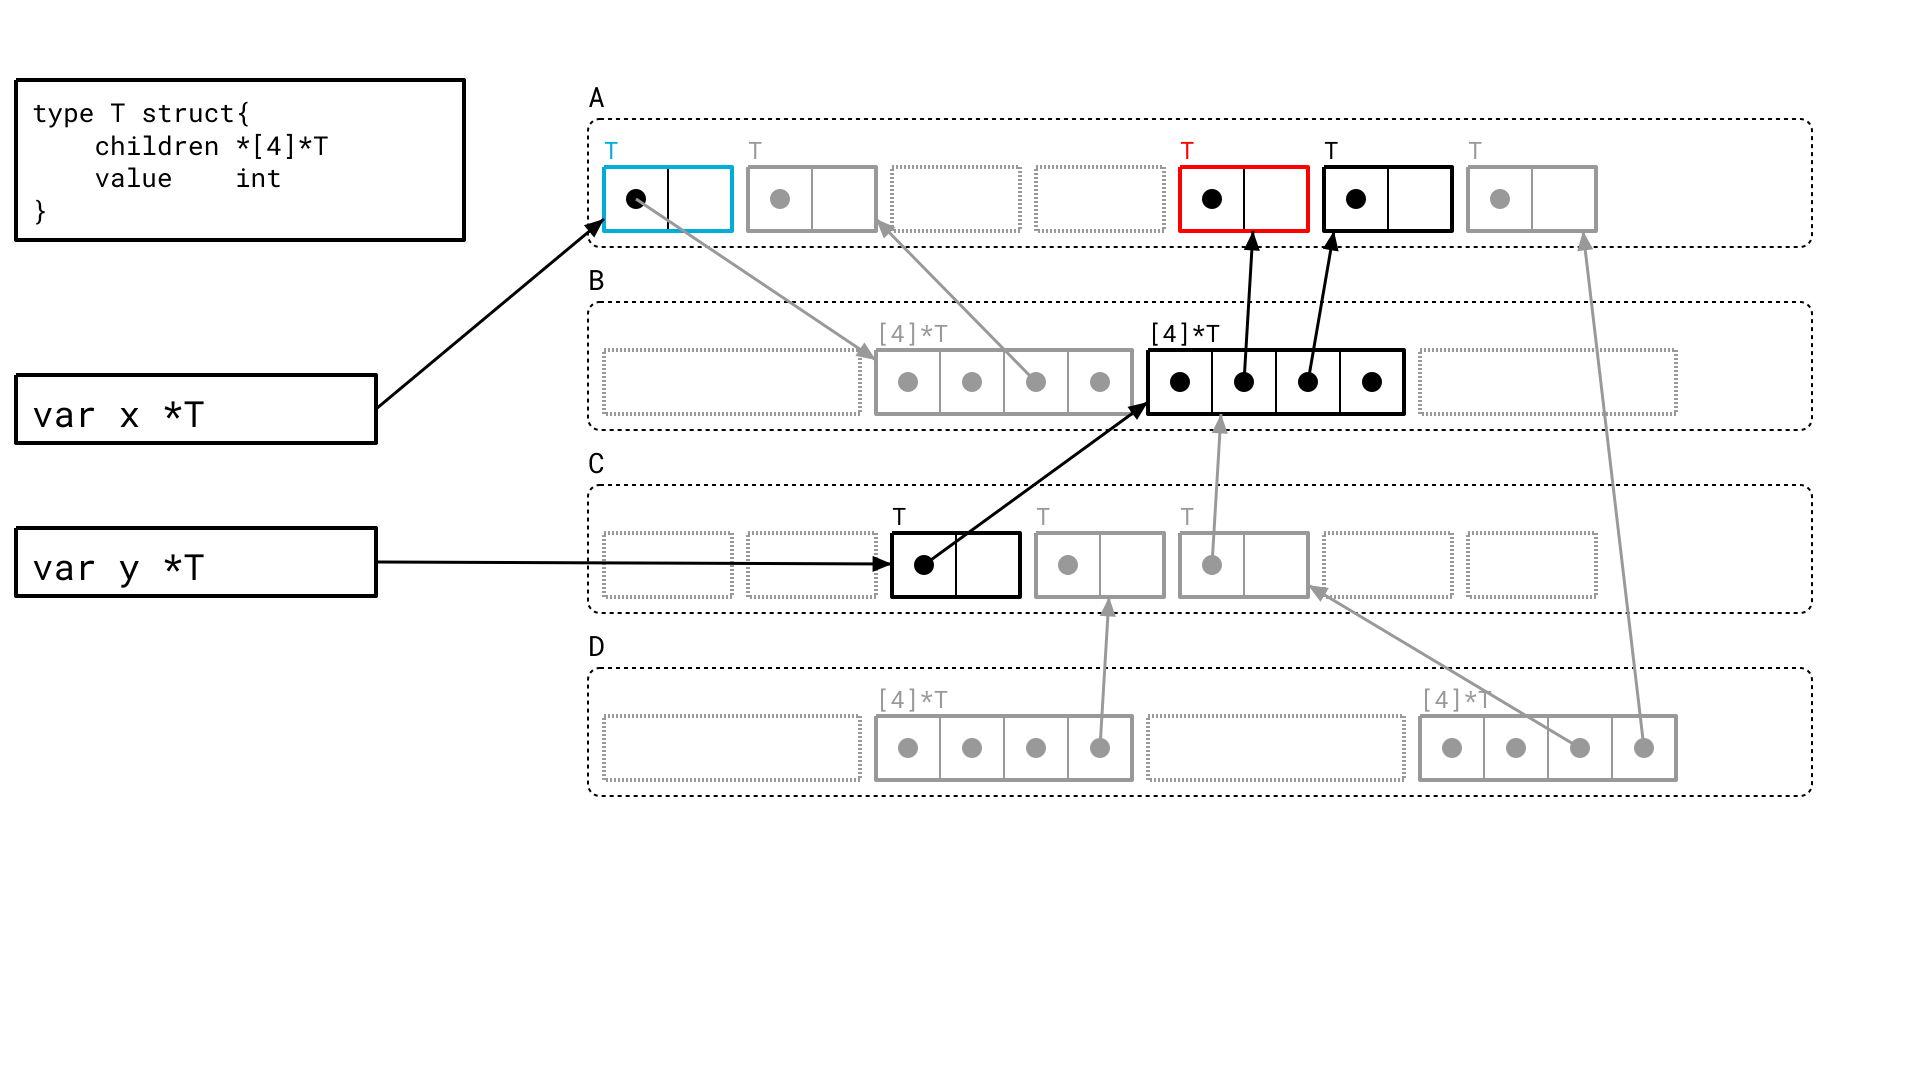 type T struct{
    children *[4]*T
    value    int
}
var x *T
var y *T
A
T T T T T
B
[4]*T [4]*T
C
T T T
D
[4]*T [4]*T